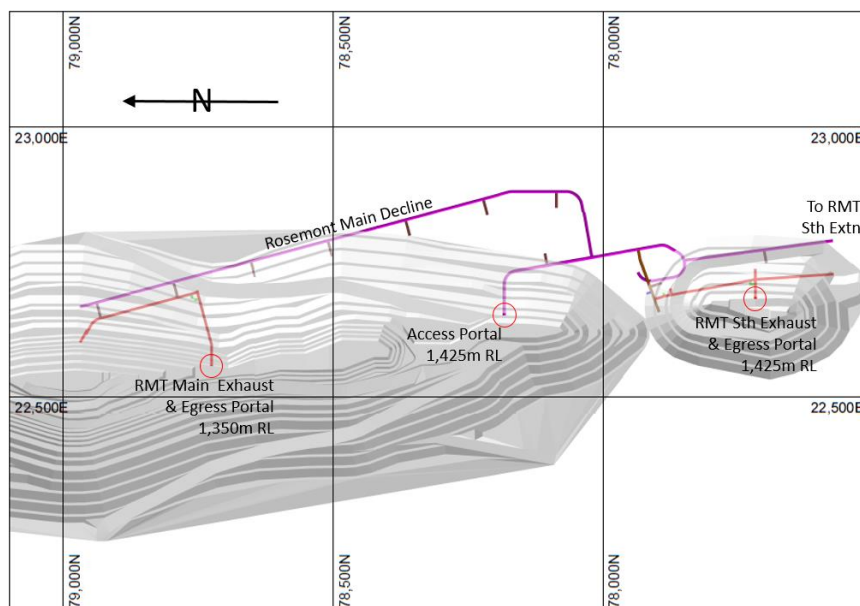 79,000N
78,500N
78,000N
N
23,000E
23,000E
Rosemont Main Decline
To RMT
Sth Extn
Access Portal
1,425m RL
RMT Sth Exhaust
& Egress Portal
1,425m RL
RMT Main Exhaust
& Egress Portal
1,350m RL
22,500E
22,500E
79,000N
78,500N
78,000N